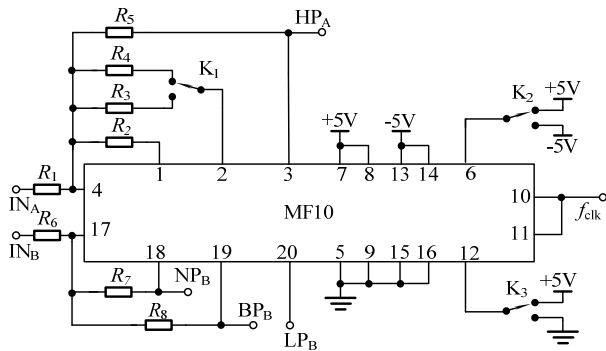 R5
HPA
R4
K1
R3
K2
+5V
R2
+5V
-5V
-5V
R1
1
2
3
7
8
13
14
6
INA
4
10
fclk
MF10
R6
17
11
INB
18
19
20
5
9
15
16
12
R7
NPB
K3
+5V
R8
BPB
LPB